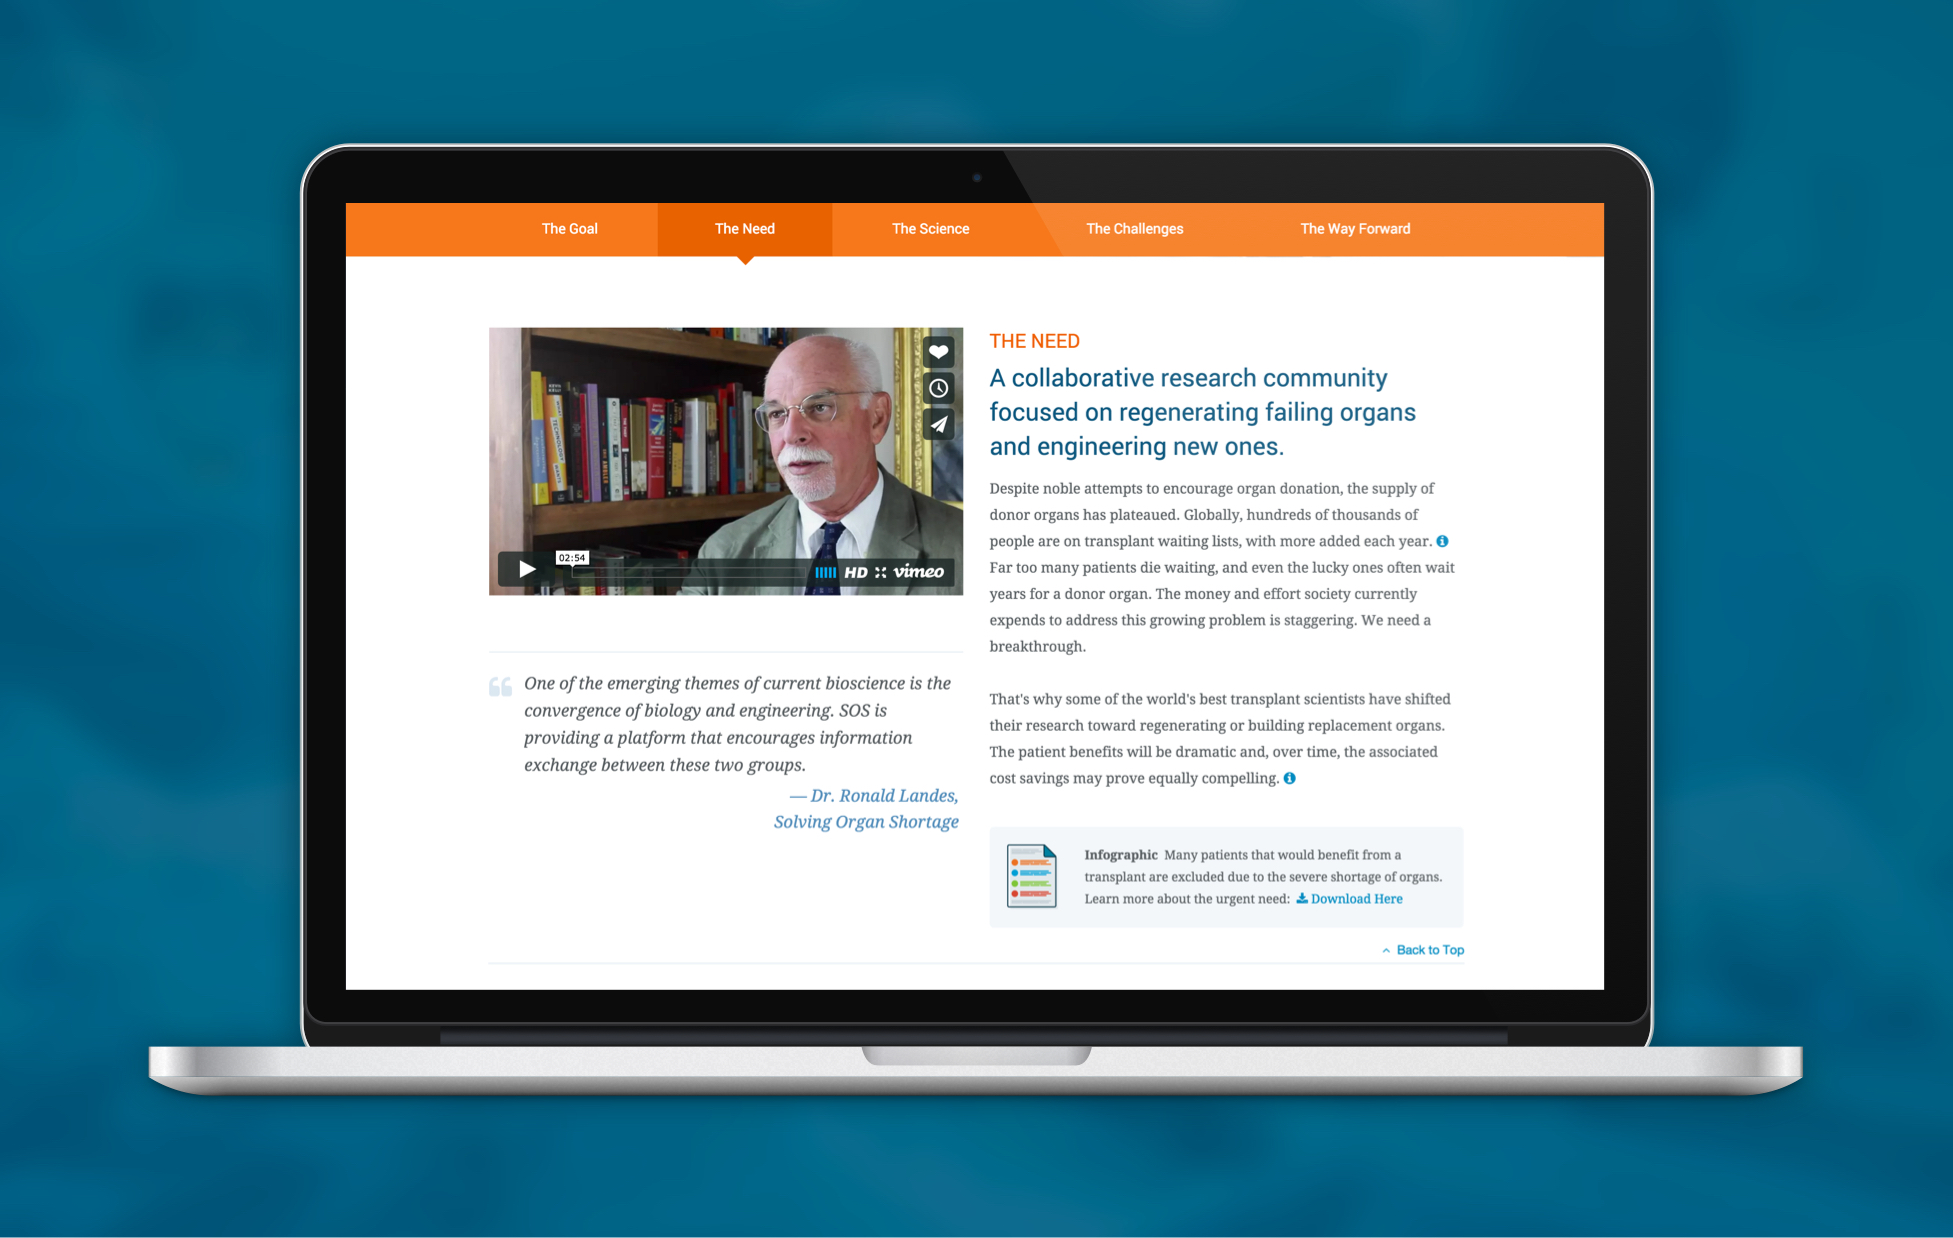 The Goal
The Need
The Science
The Challenges
The Way Forward
TECHNOLOGY
02:54
HD
vimeo
One of the emerging themes of current bioscience is the
convergence of biology and engineering. SOS is
providing a platform that encourages information
exchange between these two groups.
— Dr. Ronald Landes,
Solving Organ Shortage
THE NEED
A collaborative research community
focused on regenerating failing organs
and engineering new ones.
Despite noble attempts to encourage organ donation, the supply of
donor organs has plateaued. Globally, hundreds of thousands of
people are on transplant waiting lists, with more added each year.
Far too many patients die waiting, and even the lucky ones often wait
years for a donor organ. The money and effort society currently
expends to address this growing problem is staggering. We need a
breakthrough.
That's why some of the world's best transplant scientists have shifted
their research toward regenerating or building replacement organs.
The patient benefits will be dramatic and, over time, the associated
cost savings may prove equally compelling.
Infographic Many patients that would benefit from a
transplant are excluded due to the severe shortage of organs.
Learn more about the urgent need: Download Here
Back to Top